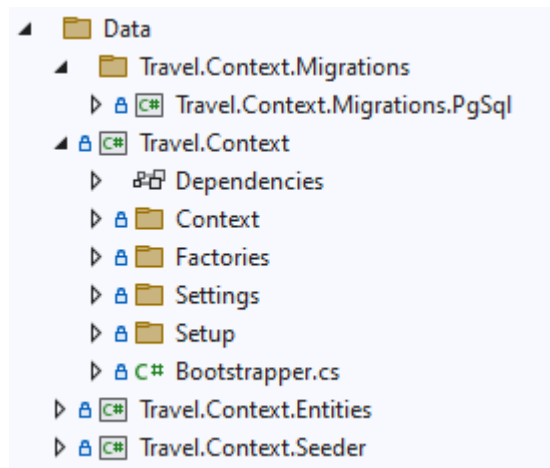 Data
Travel.Context.Migrations
C# Travel.Context.Migrations.PgSql
C# Travel.Context
Dependencies
Context
Factories
Settings
Setup
C# Bootstrapper.cs
C# Travel.Context.Entities
C# Travel.Context.Seeder